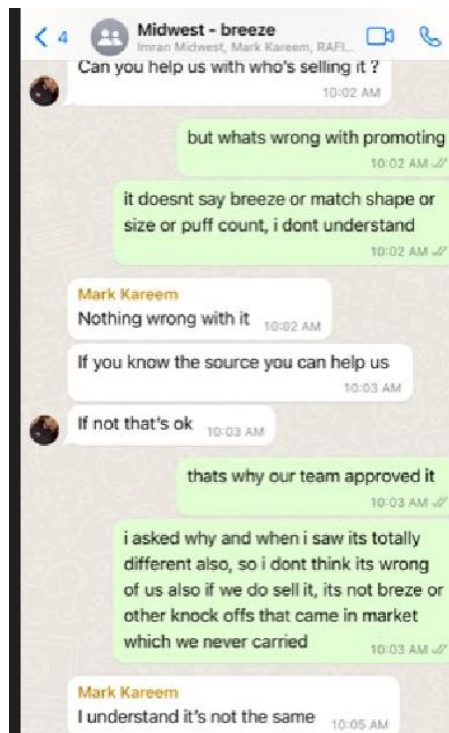 4
Midwest - breeze
Imran Midwest, Mark Kareem, RAFI...
Can you help us with who's selling it ?
10:02 AM
but whats wrong with promoting
10:02 AM
it doesnt say breeze or match shape or
size or puff count, i dont understand
10:02 AM
Mark Kareem
Nothing wrong with it
10:02 AM
If you know the source you can help us
10:03 AM
If not that's ok
10:03 AM
thats why our team approved it
10:03 AM
i asked why and when i saw its totally
different also, so i dont think its wrong
of us also if we do sell it, its not breze or
other knock offs that came in market
which we never carried
10:03 AM
Mark Kareem
I understand it's not the same
10:05 AM